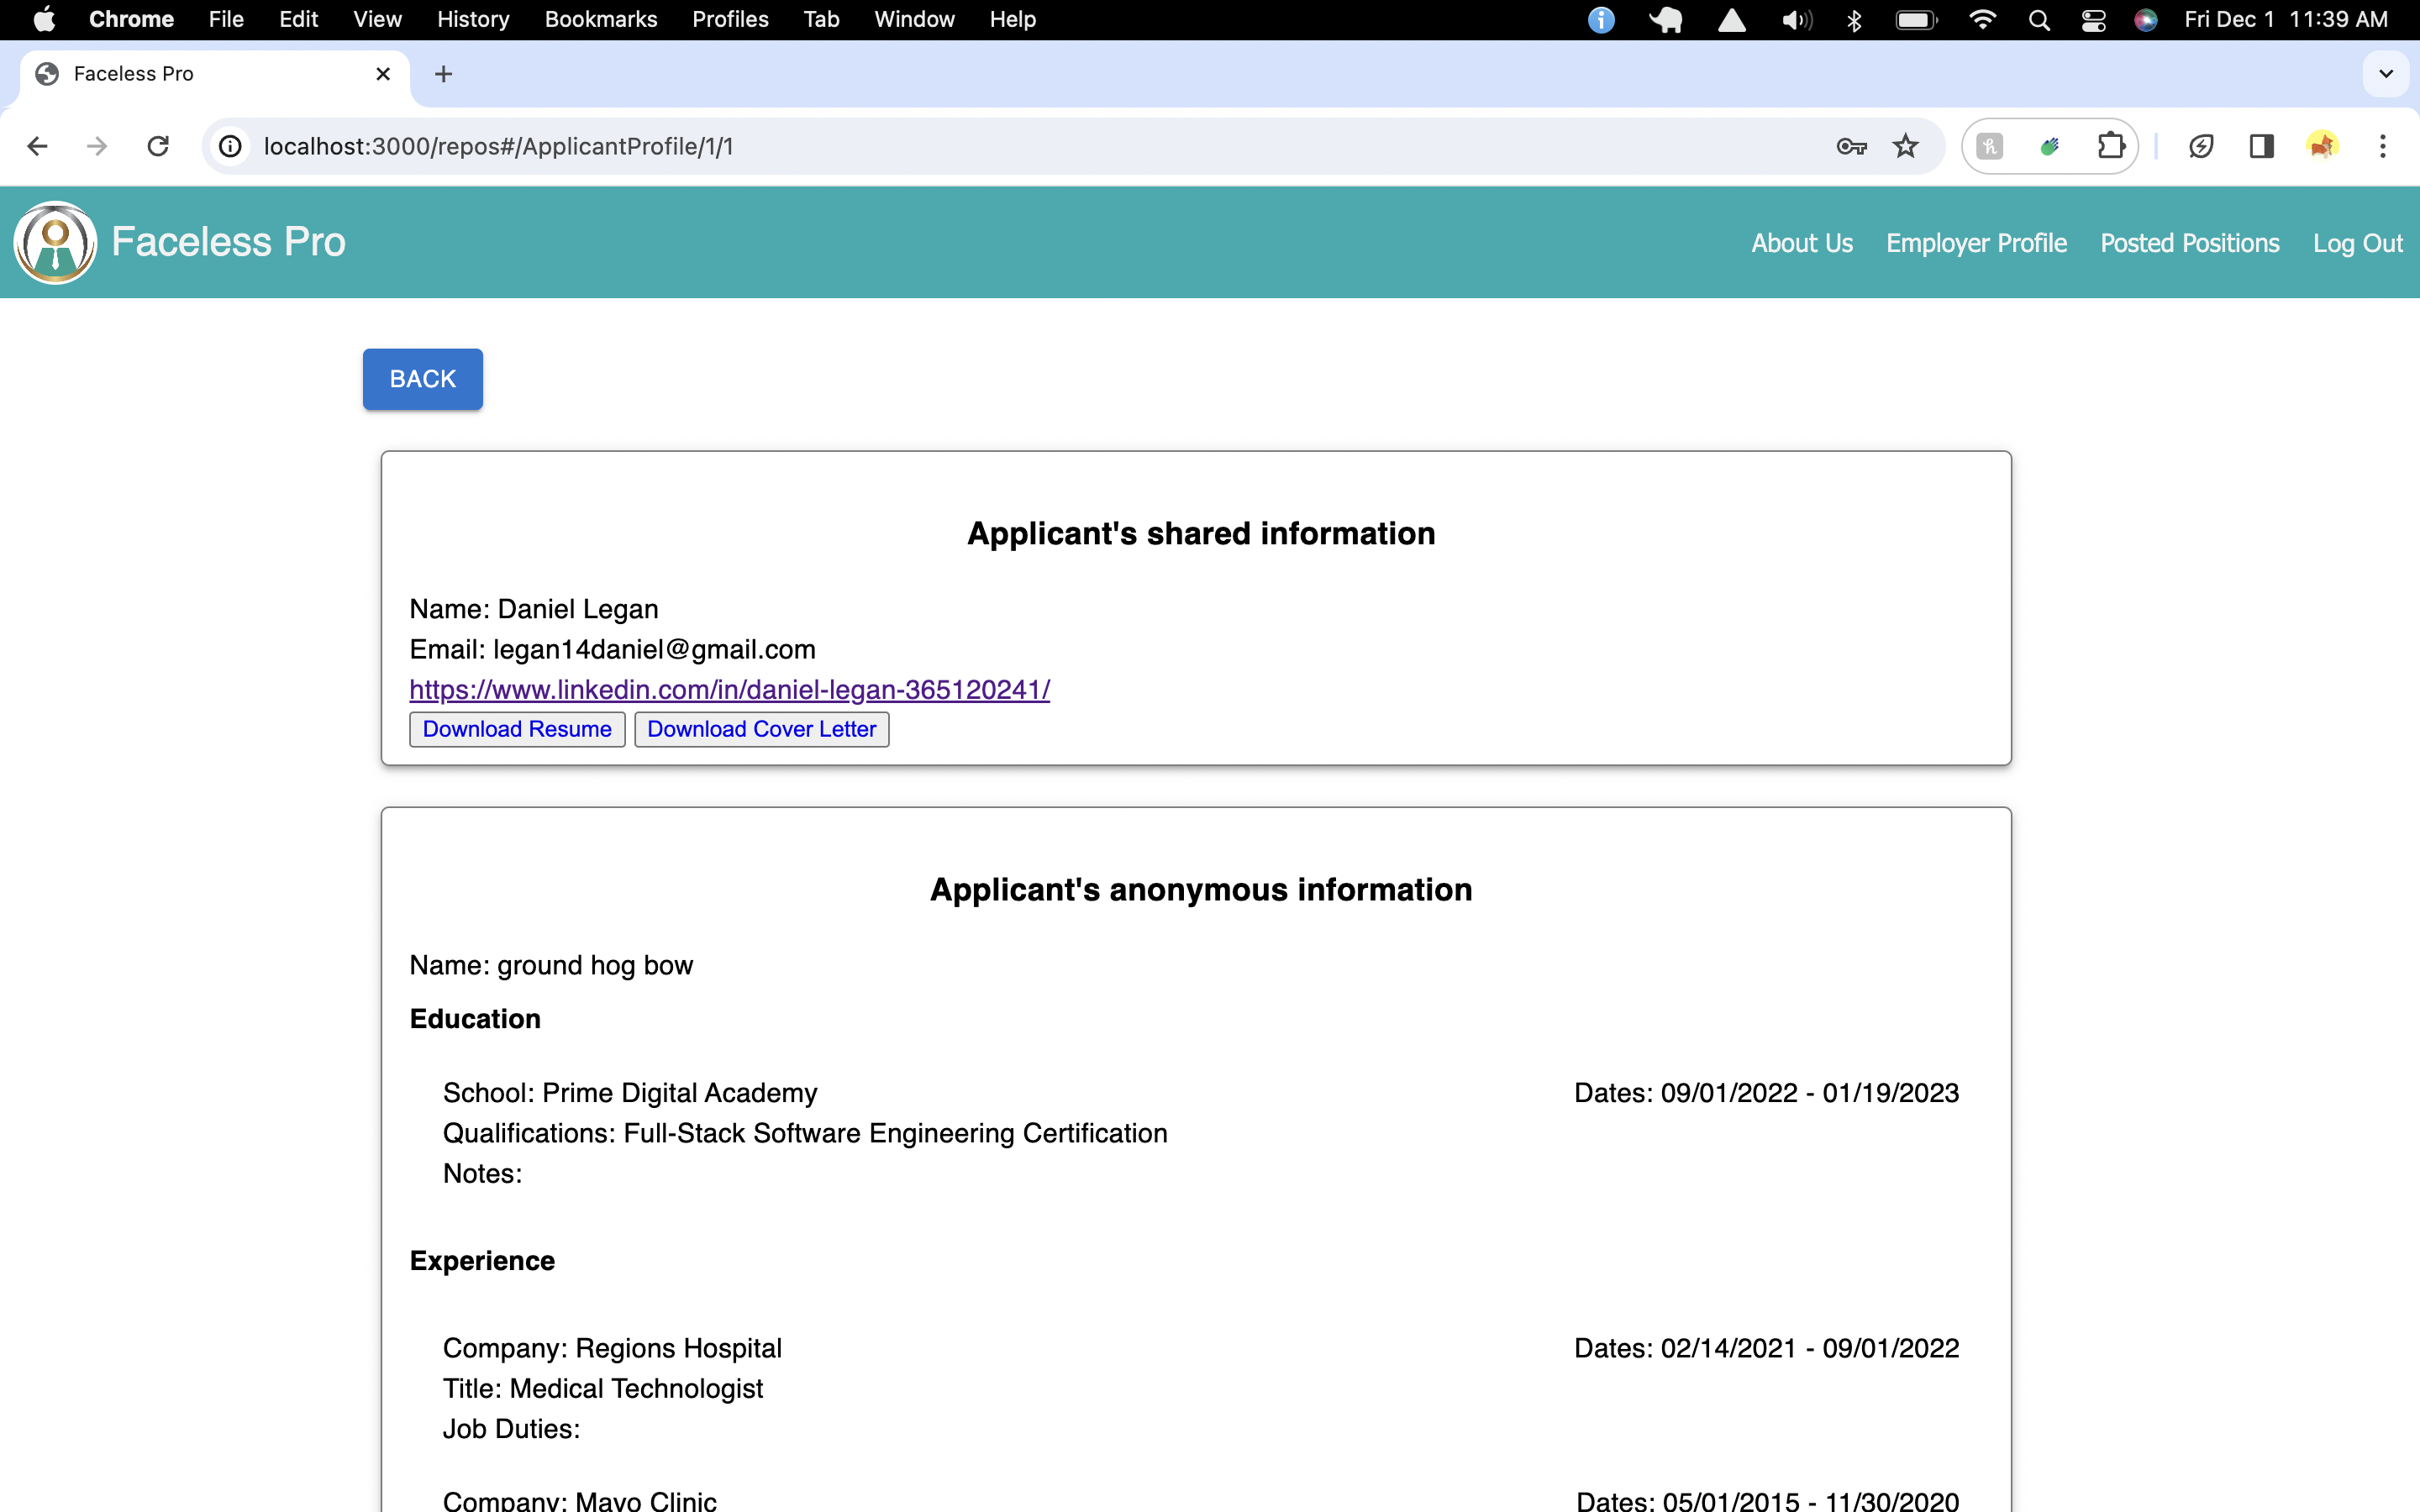 Chrome File Edit View History Bookmarks Profiles Tab Window Help Fri Dec 1 11:39 AM
Faceless Pro
localhost:3000/repos#/ApplicantProfile/1/1
Faceless Pro About Us Employer Profile Posted Positions Log Out
BACK
Applicant's shared information
Name: Daniel Legan
Email: legan14daniel@gmail.com
https://www.linkedin.com/in/daniel-legan-365120241/
Download Resume Download Cover Letter
Applicant's anonymous information
Name: ground hog bow
Education
School: Prime Digital Academy Dates: 09/01/2022 - 01/19/2023
Qualifications: Full-Stack Software Engineering Certification
Notes:
Experience
Company: Regions Hospital Dates: 02/14/2021 - 09/01/2022
Title: Medical Technologist
Job Duties:
Company: Mayo Clinic Dates: 05/01/2015 - 11/30/2020